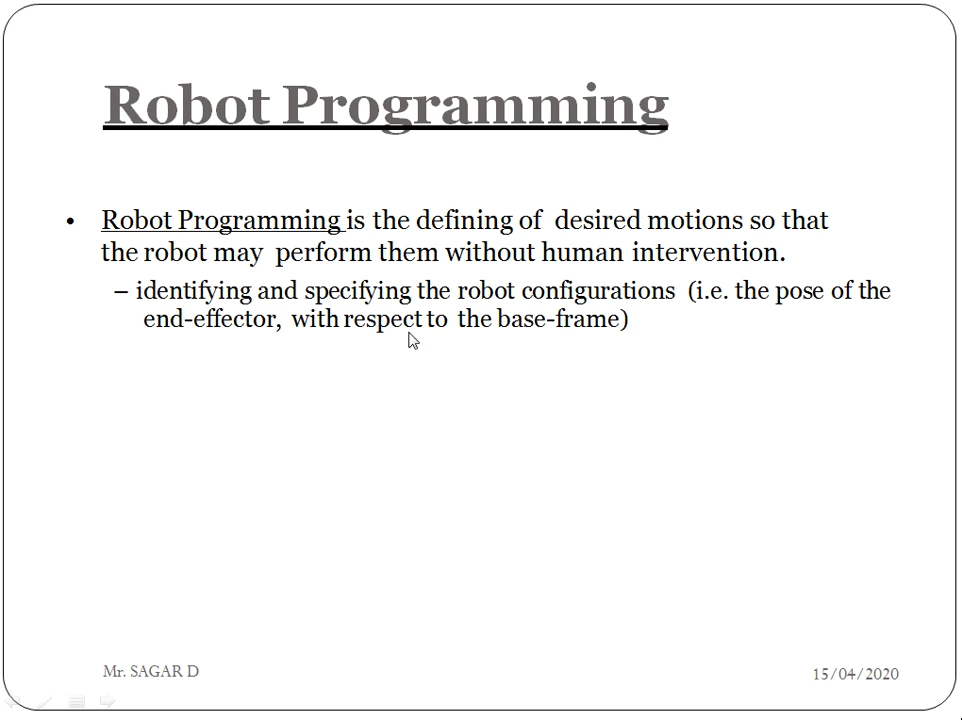 Robot Programming
• Robot Programming is the defining of desired motions so that
the robot may perform them without human intervention.
– identifying and specifying the robot configurations (i.e. the pose of the
end-effector, with respect to the base-frame)
Mr. SAGAR D
15/04/2020